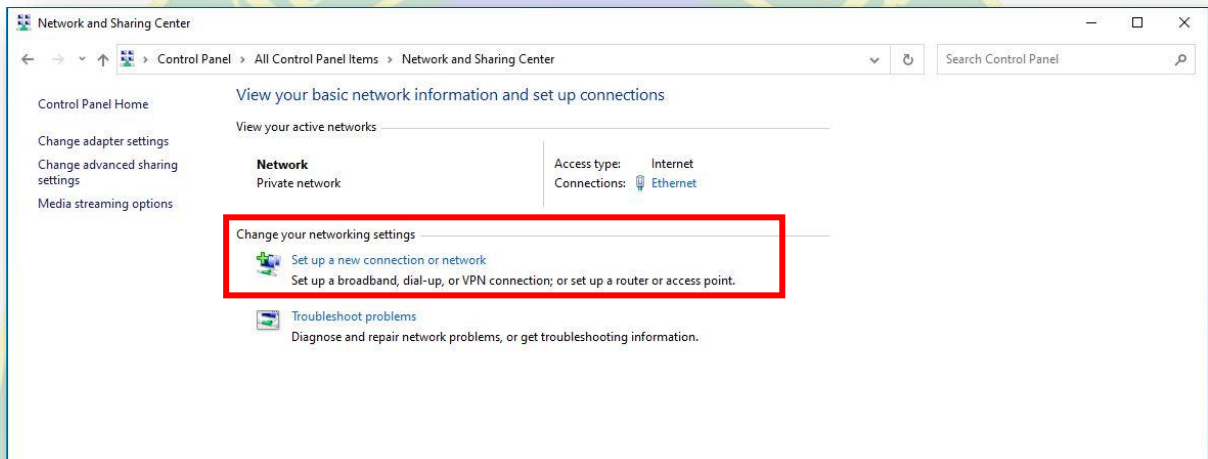 Network and Sharing Center
Control Panel > All Control Panel Items > Network and Sharing Center
Search Control Panel
Control Panel Home
Change adapter settings
Change advanced sharing
settings
Media streaming options
View your basic network information and set up connections
View your active networks
Network
Private network
Access type: Internet
Connections: Ethernet
Change your networking settings
Set up a new connection or network
Set up a broadband, dial-up, or VPN connection; or set up a router or access point.
Troubleshoot problems
Diagnose and repair network problems, or get troubleshooting information.